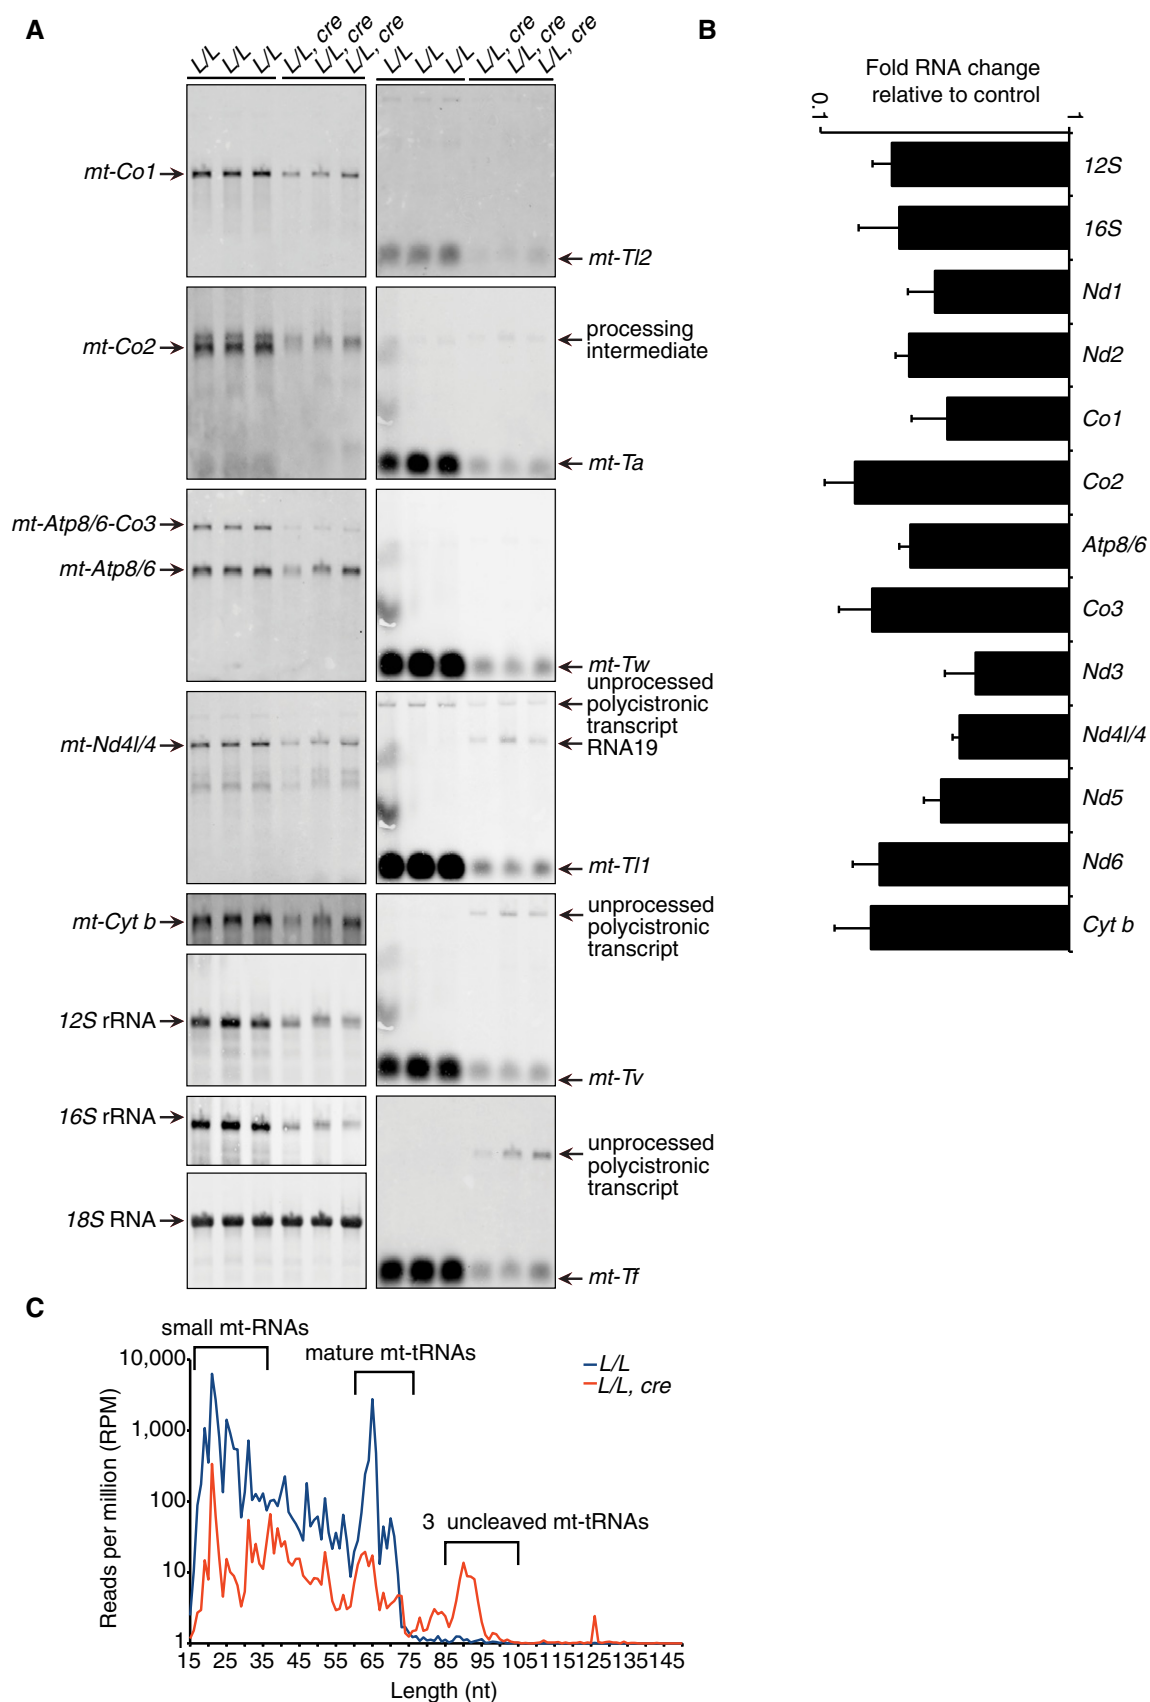 A
L/L L/L L/L L/L, cre L/L, cre L/L, cre L/L L/L L/L L/L, cre L/L, cre L/L, cre
mt-Co1
mt-Tl2
mt-Co2
processing
intermediate
mt-Ta
mt-Atp8/6-Co3
mt-Atp8/6
mt-Tw
unprocessed
polycistronic
transcript
mt-Nd4l/4
RNA19
mt-Tl1
mt-Cyt b
unprocessed
polycistronic
transcript
12S rRNA
mt-Tv
16S rRNA
unprocessed
polycistronic
transcript
18S RNA
mt-Tf
B
Fold RNA change
relative to control
0.1 1
12S
16S
Nd1
Nd2
Co1
Co2
Atp8/6
Co3
Nd3
Nd4l/4
Nd5
Nd6
Cyt b
C
small mt-RNAs
mature mt-tRNAs
3 uncleaved mt-tRNAs
L/L
L/L, cre
Reads per million (RPM)
10,000
1,000
100
10
1
15 25 35 45 55 65 75 85 95 105 115 125 135 145
Length (nt)